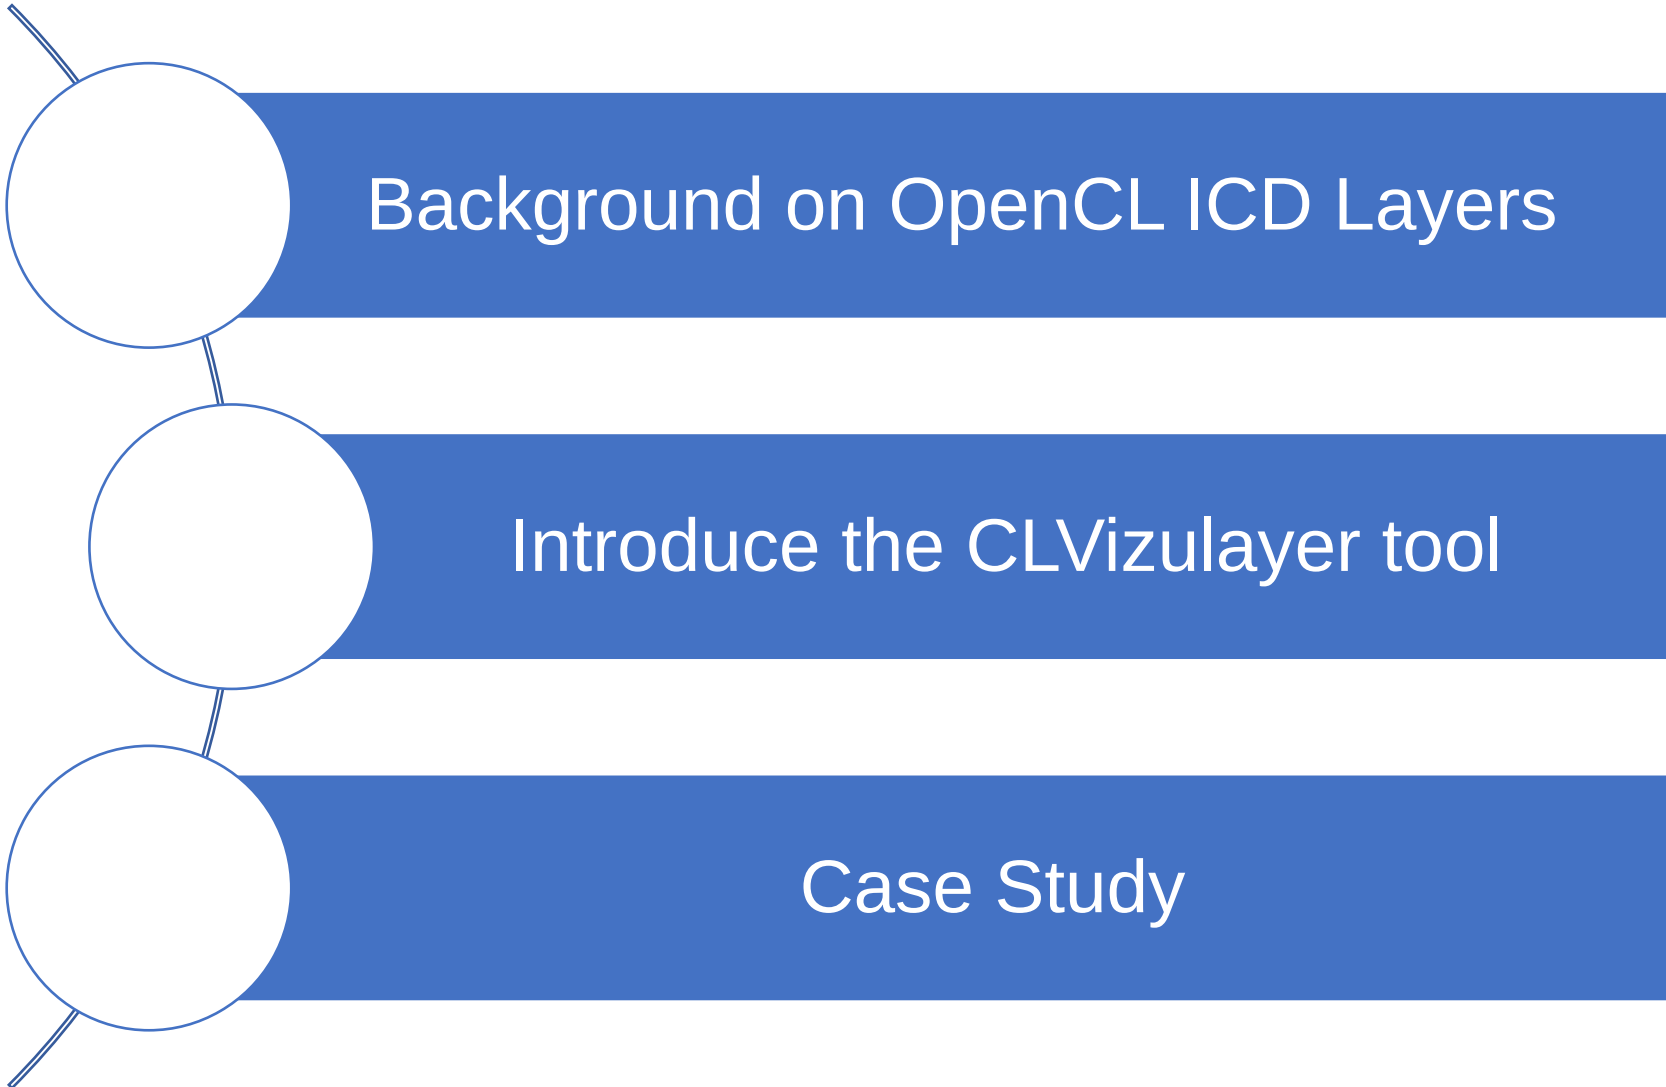 Background on OpenCL ICD Layers
Introduce the CLVizulayer tool
Case Study